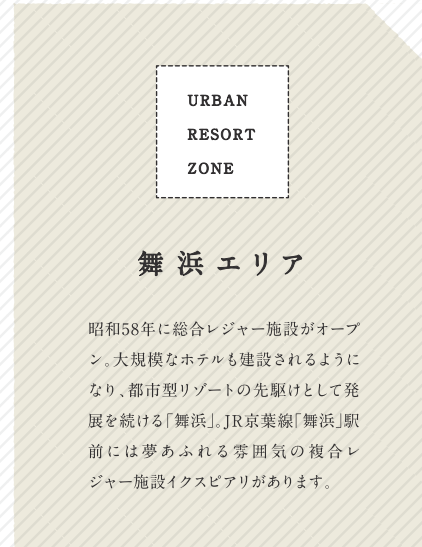 URBAN
RESORT
ZONE
舞浜エリア
昭和58年に総合レジャー施設がオープ
ン。大規模なホテルも建設されるように
なり、都市型リゾートの先駆けとして発
展を続ける「舞浜」。JR京葉線「舞浜」駅
前には夢あふれる雰囲気の複合レ
ジャー施設イクスピアリがあります。